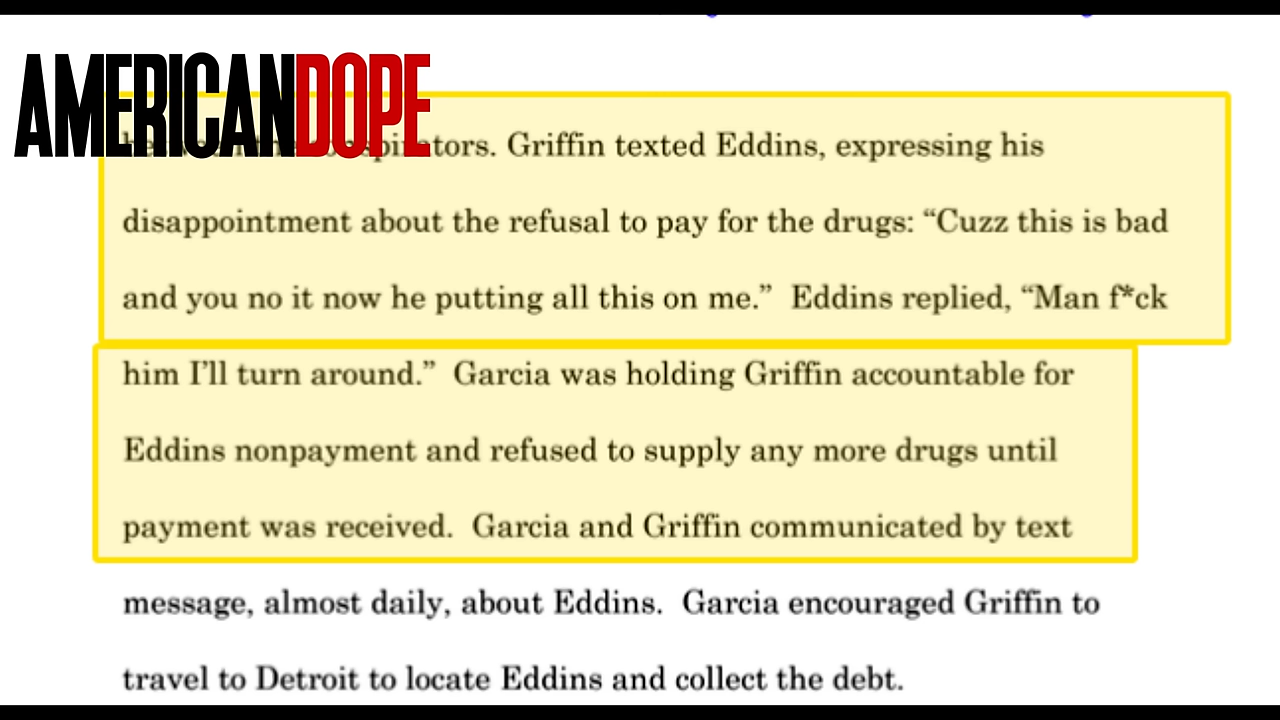 AMERICANDOPE
conspirators. Griffin texted Eddins, expressing his
disappointment about the refusal to pay for the drugs: “Cuzz this is bad
and you no it now he putting all this on me.”  Eddins replied, “Man f*ck
him I’ll turn around.”  Garcia was holding Griffin accountable for
Eddins nonpayment and refused to supply any more drugs until
payment was received.  Garcia and Griffin communicated by text
message, almost daily, about Eddins.  Garcia encouraged Griffin to
travel to Detroit to locate Eddins and collect the debt.